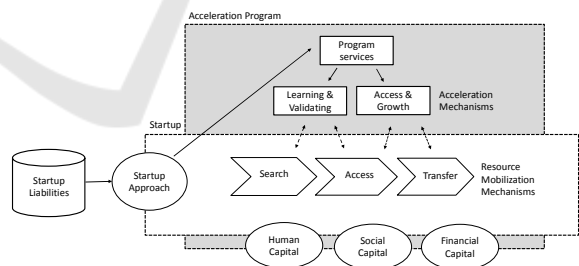 Acceleration Program
Program
services
Learning &
Validating
Access &
Growth
Acceleration
Mechanisms
Startup
Startup
Liabilities
Startup
Approach
Search
Access
Transfer
Resource
Mobilization
Mechanisms
Human
Capital
Social
Capital
Financial
Capital